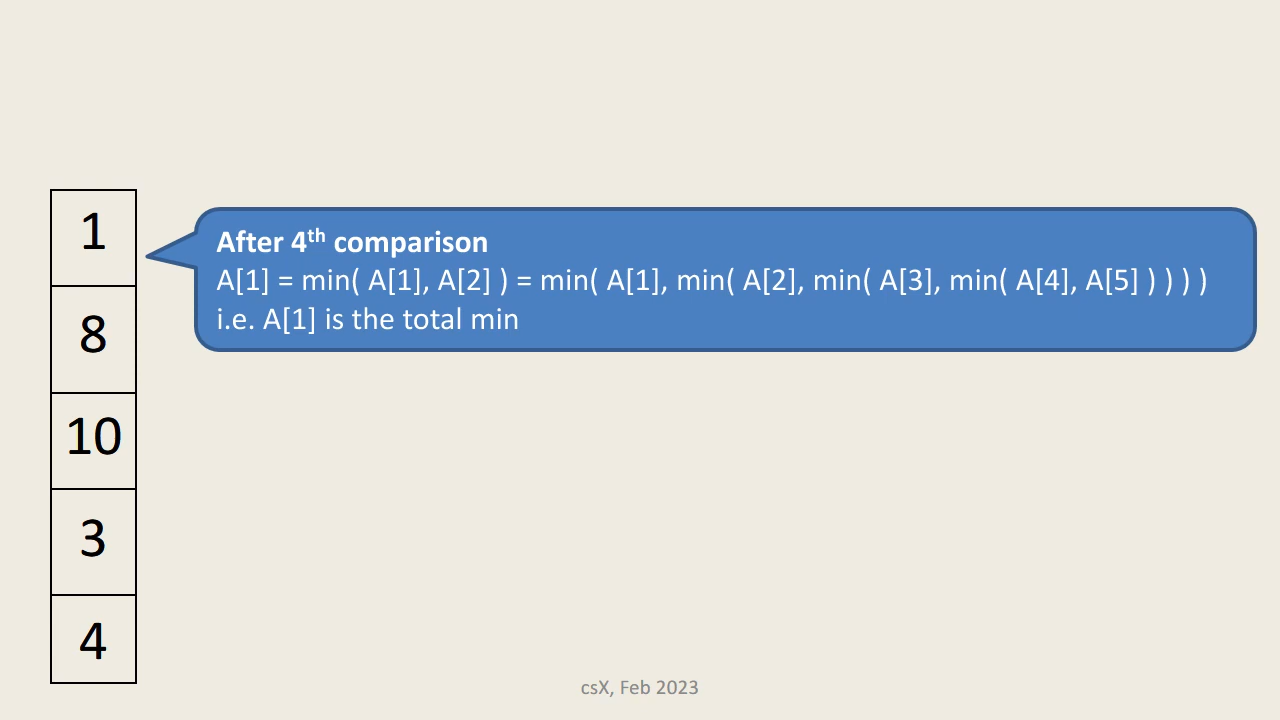 1
After 4th comparison
A[1] = min( A[1], A[2] ) = min( A[1], min( A[2], min( A[3], min( A[4], A[5] ) ) ) )
i.e. A[1] is the total min
8
10
3
4
csX, Feb 2023